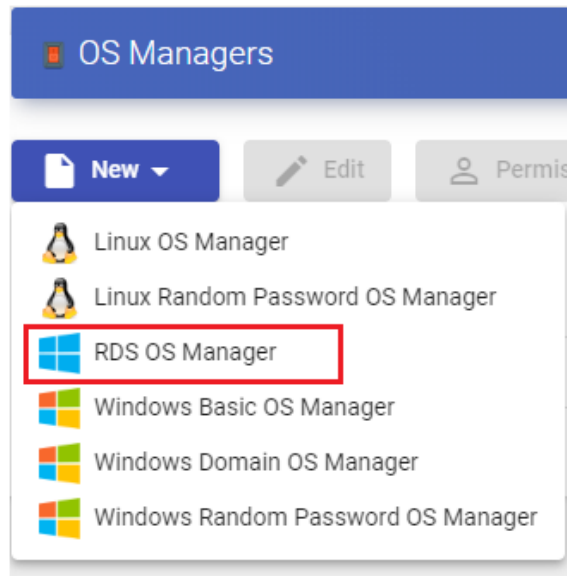 OS Managers
New Edit Permis
Linux OS Manager
Linux Random Password OS Manager
RDS OS Manager
Windows Basic OS Manager
Windows Domain OS Manager
Windows Random Password OS Manager